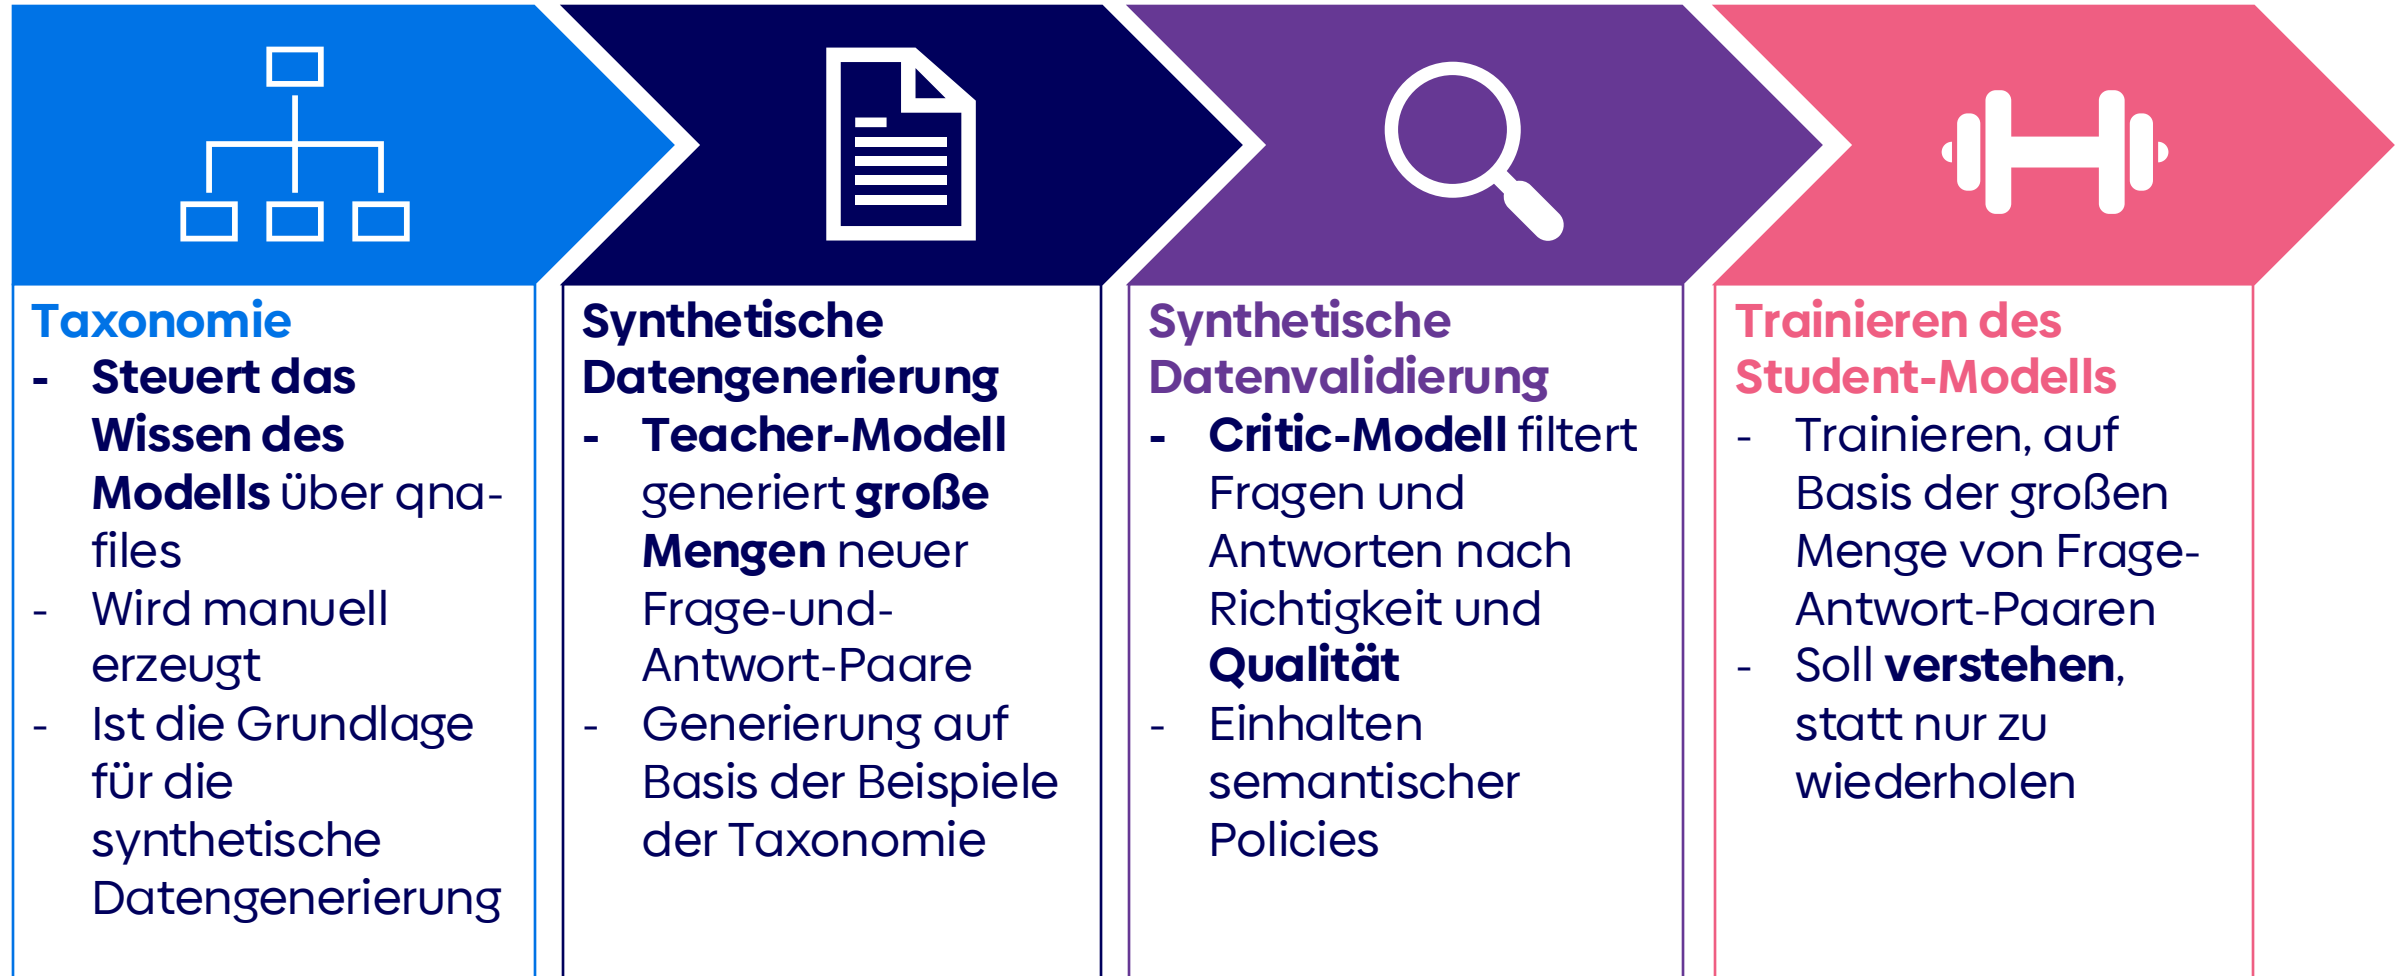 Taxonomie
- Steuert das
Wissen des
Modells über qna-
files
- Wird manuell
erzeugt
- Ist die Grundlage
für die
synthetische
Datengenerierung
Synthetische
Datengenerierung
- Teacher-Modell
generiert große
Mengen neuer
Frage-und-
Antwort-Paare
- Generierung auf
Basis der Beispiele
der Taxonomie
Synthetische
Datenvalidierung
- Critic-Modell filtert
Fragen und
Antworten nach
Richtigkeit und
Qualität
- Einhalten
semantischer
Policies
Trainieren des
Student-Modells
- Trainieren, auf
Basis der großen
Menge von Frage-
Antwort-Paaren
- Soll verstehen,
statt nur zu
wiederholen